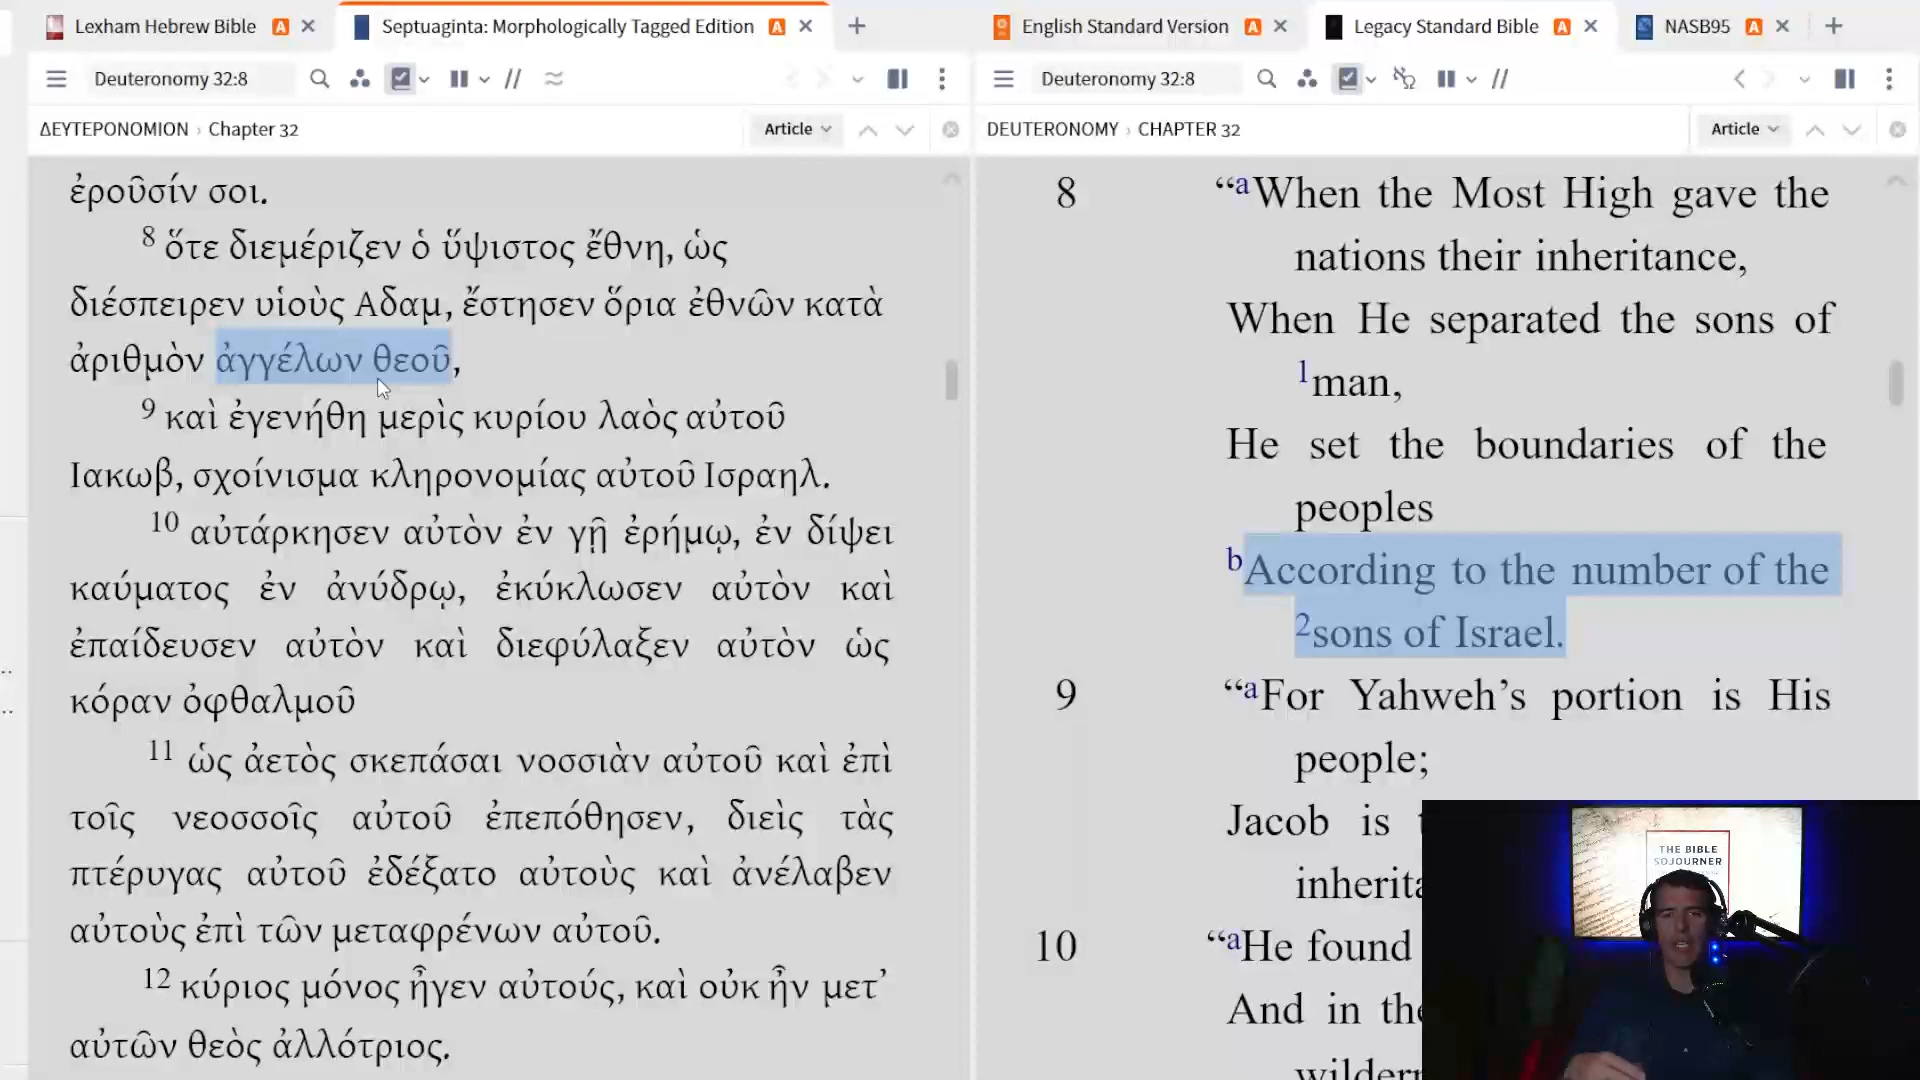 Lexham Hebrew Bible A
Septuaginta: Morphologically Tagged Edition A
English Standard Version A
Legacy Standard Bible A
NASB95 A
Deuteronomy 32:8
ΔΕΥΤΕΡΟΝΟΜΙΟΝ › Chapter 32
Article
ἐροῦσίν σοι.
8 ὅτε διεμέριζεν ὁ ὕψιστος ἔθνη, ὡς
διέσπειρεν υἱοὺς Αδαμ, ἔστησεν ὅρια ἐθνῶν κατὰ
ἀριθμὸν ἀγγέλων θεοῦ,
9 καὶ ἐγενήθη μερὶς κυρίου λαὸς αὐτοῦ
Ιακωβ, σχοίνισμα κληρονομίας αὐτοῦ Ισραηλ.
10 αὐτάρκησεν αὐτὸν ἐν γῇ ἐρήμῳ, ἐν δίψει
καύματος ἐν ἀνύδρῳ, ἐκύκλωσεν αὐτὸν καὶ
ἐπαίδευσεν αὐτὸν καὶ διεφύλαξεν αὐτὸν ὡς
κόραν ὀφθαλμοῦ
11 ὡς ἀετὸς σκεπάσαι νοσσιὰν αὐτοῦ καὶ ἐπὶ
τοῖς νεοσσοῖς αὐτοῦ ἐπεπόθησεν, διεὶς τὰς
πτέρυγας αὐτοῦ ἐδέξατο αὐτοὺς καὶ ἀνέλαβεν
αὐτοὺς ἐπὶ τῶν μεταφρένων αὐτοῦ.
12 κύριος μόνος ἦγεν αὐτούς, καὶ οὐκ ἦν μετ᾽
αὐτῶν θεὸς ἀλλότριος.
Deuteronomy 32:8
DEUTERONOMY › CHAPTER 32
Article
8 “aWhen the Most High gave the
nations their inheritance,
When He separated the sons of
1man,
He set the boundaries of the
peoples
bAccording to the number of the
2sons of Israel.
9 “aFor Yahweh’s portion is His
people;
Jacob is
10 “aHe found
And in the
THE BIBLE
SOJOURNER